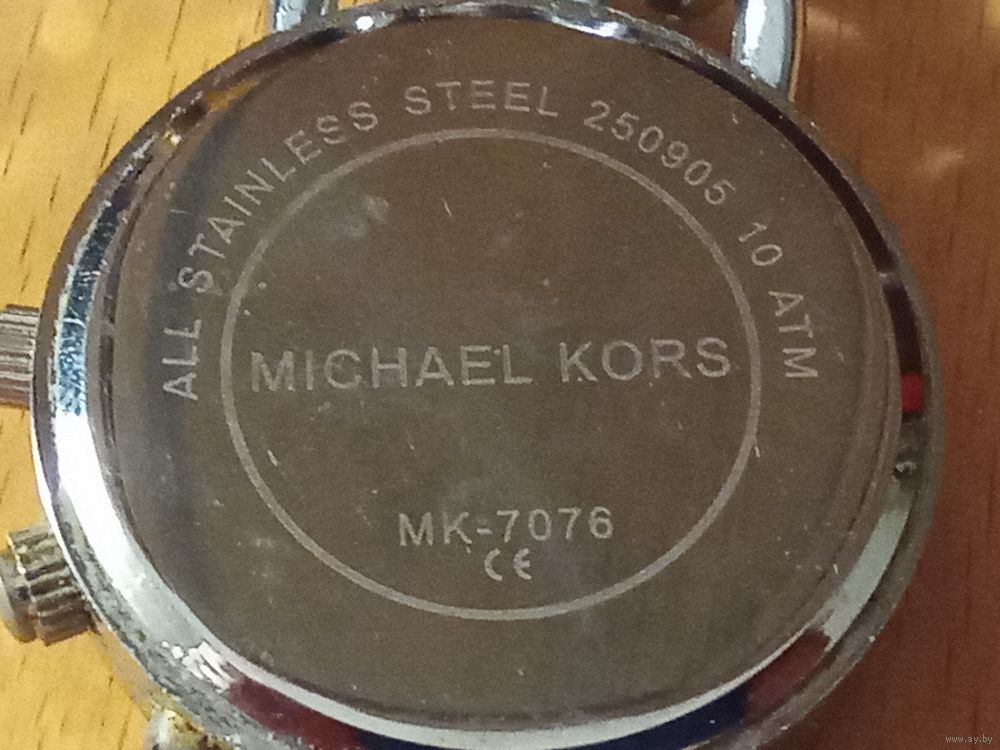 ALL STAINLESS STEEL 250905 10 ATM
MICHAEL KORS
MK-7076
CE
www.ay.by